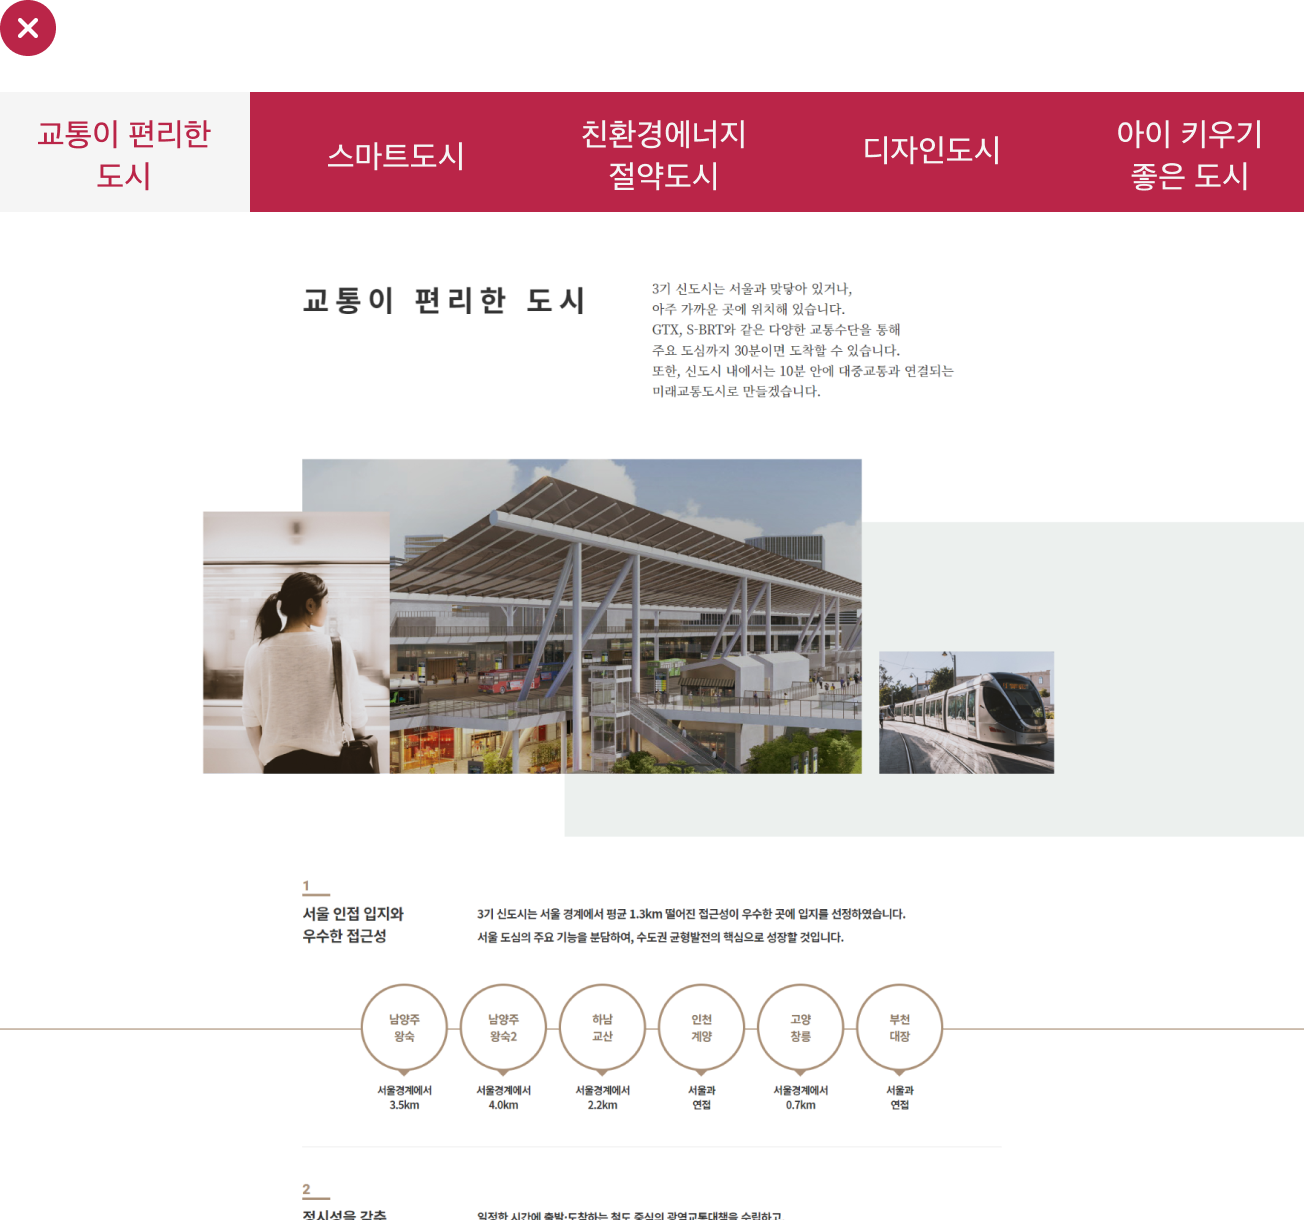 교통이 편리한
도시
스마트도시
친환경에너지
절약도시
디자인도시
아이 키우기
좋은 도시
교통이 편리한 도시
3기 신도시는 서울과 맞닿아 있거나,
아주 가까운 곳에 위치해 있습니다.
GTX, S-BRT와 같은 다양한 교통수단을 통해
주요 도심까지 30분이면 도착할 수 있습니다.
또한, 신도시 내에서는 10분 안에 대중교통과 연결되는
미래교통도시로 만들겠습니다.
1
서울 인접 입지와
우수한 접근성
3기 신도시는 서울 경계에서 평균 1.3km 떨어진 접근성이 우수한 곳에 입지를 선정하였습니다.
서울 도심의 주요 기능을 분담하여, 수도권 균형발전의 핵심으로 성장할 것입니다.
남양주
왕숙
서울경계에서
3.5km
남양주
왕숙2
서울경계에서
4.0km
하남
교산
서울경계에서
2.2km
인천
계양
서울과
연접
고양
창릉
서울경계에서
0.7km
부천
대장
서울과
연접
2
정시성을 갖춘
일정한 시간에 출발·도착하는 철도 중심의 광역교통대책을 수립하고,